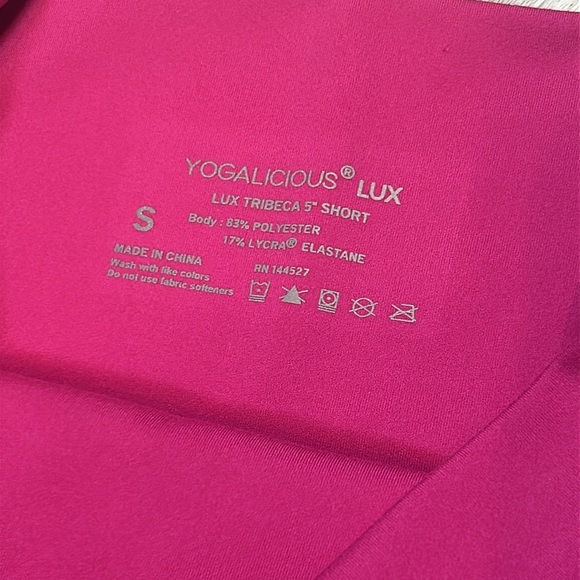 YOGALICIOUS® LUX
LUX TRIBECA 5" SHORT
S
Body : 83% POLYESTER
17% LYCRA® ELASTANE
MADE IN CHINA
RN 144527
Wash with like colors
Do not use fabric softeners